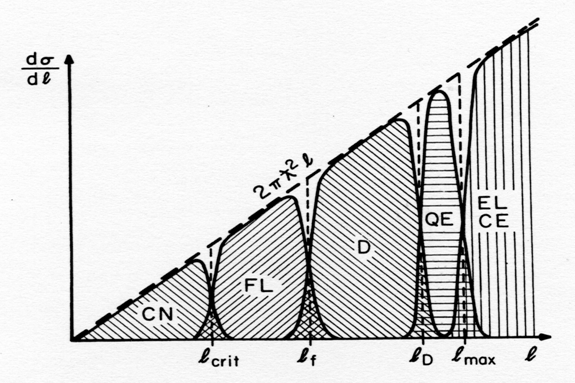 dσ
dℓ
2πƛ²ℓ
CN
FL
D
QE
EL
CE
ℓcrit
ℓf
ℓD
ℓmax
ℓ